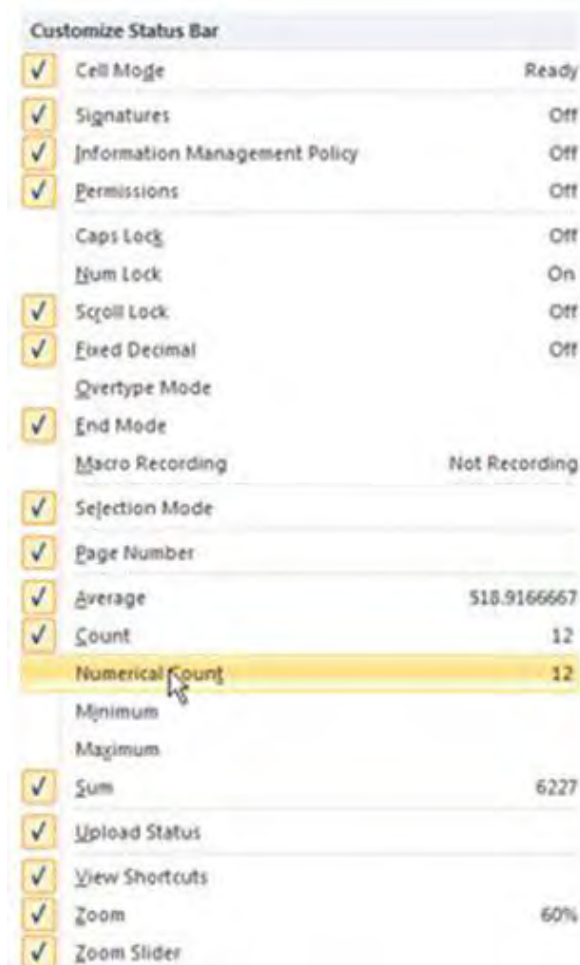 Customize Status Bar
Cell Mode Ready
Signatures Off
Information Management Policy Off
Permissions Off
Caps Lock Off
Num Lock On
Scroll Lock Off
Fixed Decimal Off
Overtype Mode
End Mode
Macro Recording Not Recording
Selection Mode
Page Number
Average 518.9166667
Count 12
Numerical Count 12
Minimum
Maximum
Sum 6227
Upload Status
View Shortcuts
Zoom 60%
Zoom Slider